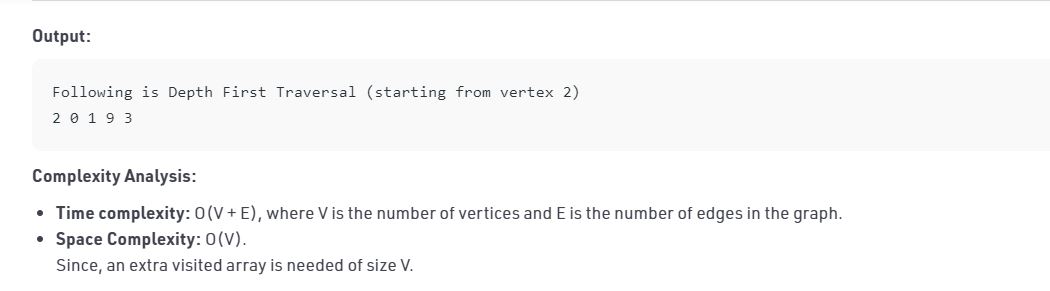 Output:
Following is Depth First Traversal (starting from vertex 2)
2 0 1 9 3
Complexity Analysis:
• Time complexity: O(V + E), where V is the number of vertices and E is the number of edges in the graph.
• Space Complexity: O(V).
Since, an extra visited array is needed of size V.